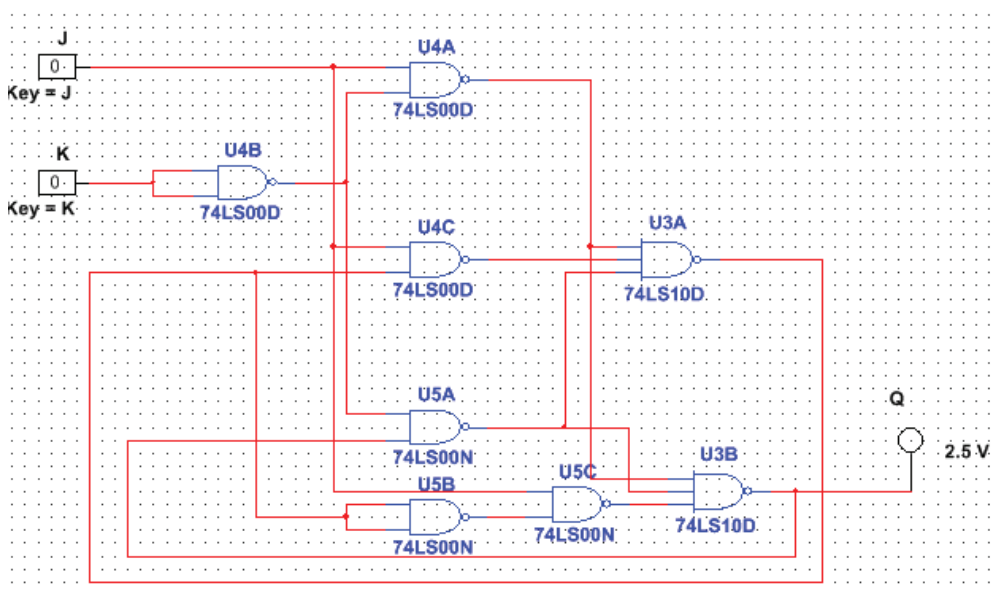 J
0
Key = J
U4A
74LS00D
K
0
Key = K
U4B
74LS00D
U4C
74LS00D
U3A
74LS10D
U5A
74LS00N
U5B
74LS00N
U5C
74LS00N
U3B
74LS10D
Q
2.5 V